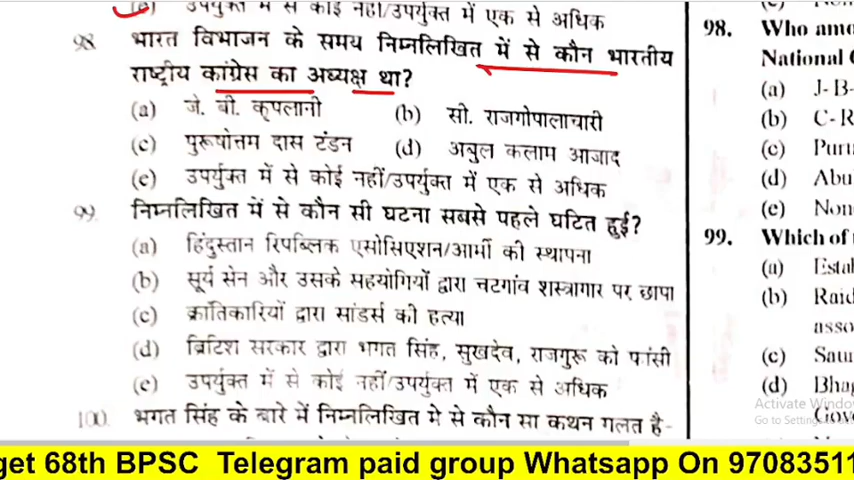 (e) उपर्युक्त में से कोई नहीं/उपर्युक्त में एक से अधिक
98. भारत विभाजन के समय निम्नलिखित में से कौन भारतीय
राष्ट्रीय कांग्रेस का अध्यक्ष था?
(a) जे. बी. कृपलानी (b) सी. राजगोपालाचारी
(c) पुरूषोत्तम दास टंडन (d) अबुल कलाम आजाद
(e) उपर्युक्त में से कोई नहीं/उपर्युक्त में एक से अधिक
99. निम्नलिखित में से कौन सी घटना सबसे पहले घटित हुई?
(a) हिंदुस्तान रिपब्लिक एसोसिएशन/आर्मी की स्थापना
(b) सूर्य सेन और उसके सहयोगियों द्वारा चटगांव शस्त्रागार पर छापा
(c) क्रांतिकारियों द्वारा सांडर्स की हत्या
(d) ब्रिटिश सरकार द्वारा भगत सिंह, सुखदेव, राजगुरू को फांसी
(e) उपर्युक्त में से कोई नहीं/उपर्युक्त में एक से अधिक
100. भगत सिंह के बारे में निम्नलिखित मे से कौन सा कथन गलत है-
98. Who amo
National
(a) J-B-
(b) C-R
(c) Puru
(d) Abu
(e) Non
99. Which of
(a) Estal
(b) Raid
asso
(c) Saun
(d) Bhag
Gov
Activate Window
Go to Settings
get 68th BPSC Telegram paid group Whatsapp On 97083511